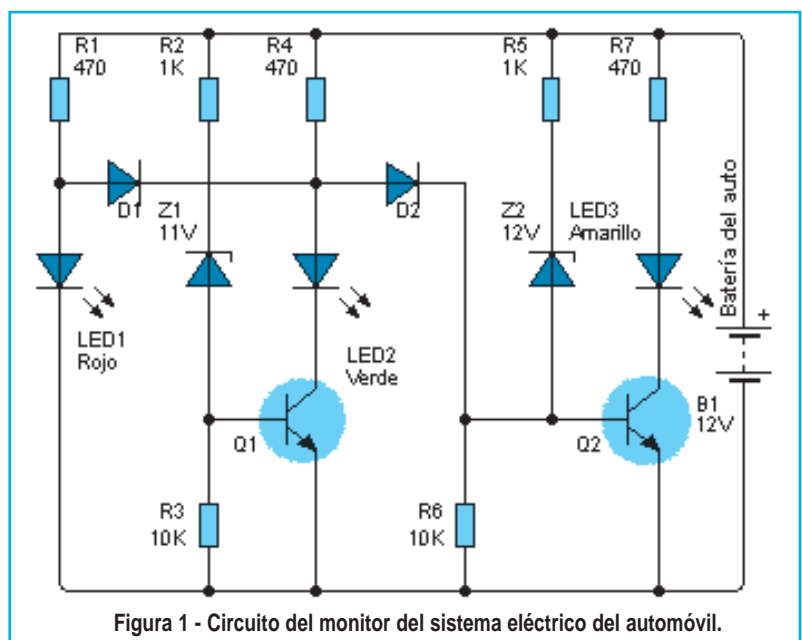 R1
470
R2
1K
R4
470
R5
1K
R7
470
D1
Z1
11V
D2
Z2
12V
LED3
Amarillo
Batería del auto
+
LED1
Rojo
LED2
Verde
Q1
Q2
B1
12V
R3
10K
R6
10K
Figura 1 - Circuito del monitor del sistema eléctrico del automóvil.